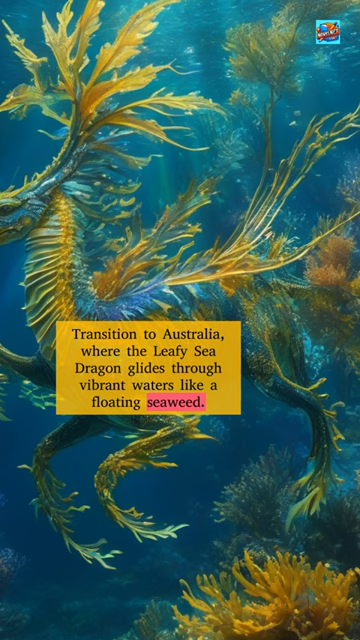 Transition to Australia,
where the Leafy Sea
Dragon glides through
vibrant waters like a
floating seaweed.